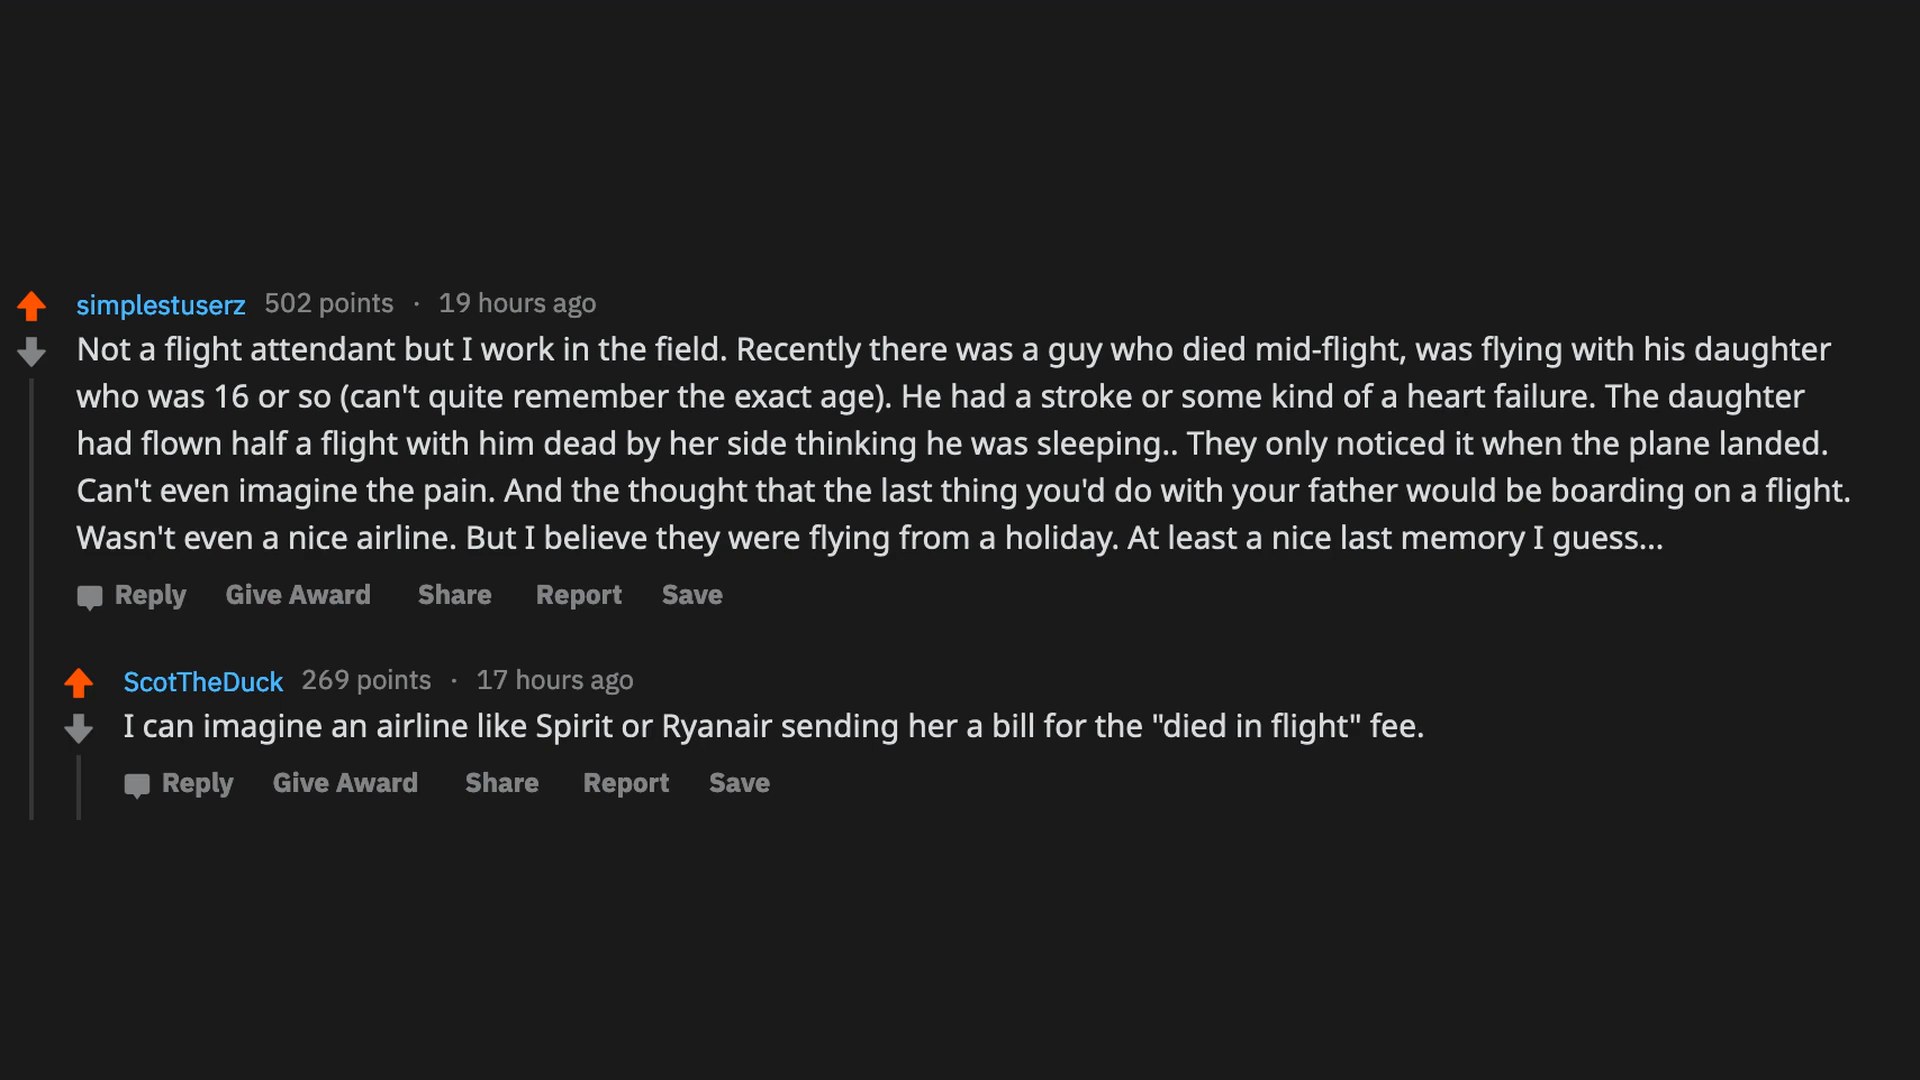 simplestuserz 502 points · 19 hours ago
Not a flight attendant but I work in the field. Recently there was a guy who died mid-flight, was flying with his daughter
who was 16 or so (can't quite remember the exact age). He had a stroke or some kind of a heart failure. The daughter
had flown half a flight with him dead by her side thinking he was sleeping.. They only noticed it when the plane landed.
Can't even imagine the pain. And the thought that the last thing you'd do with your father would be boarding on a flight.
Wasn't even a nice airline. But I believe they were flying from a holiday. At least a nice last memory I guess...
Reply Give Award Share Report Save
ScotTheDuck 269 points · 17 hours ago
I can imagine an airline like Spirit or Ryanair sending her a bill for the "died in flight" fee.
Reply Give Award Share Report Save